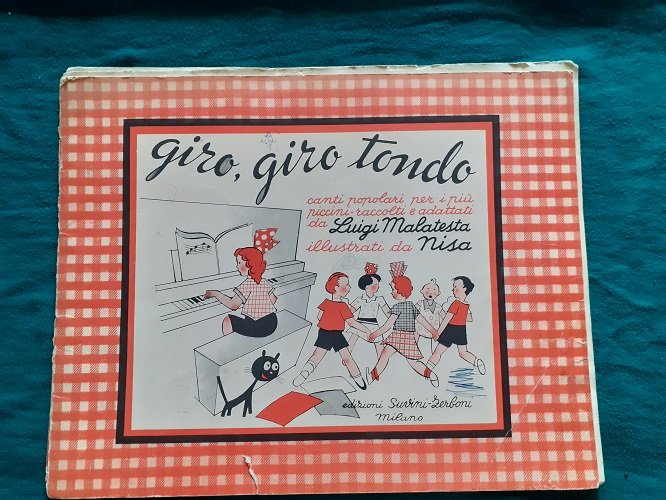 giro, giro tondo
canti popolari per i più
piccini-raccolti e adattati
da Luigi Malatesta
illustrati da Nisa
edizioni Suvini-Zerboni
Milano